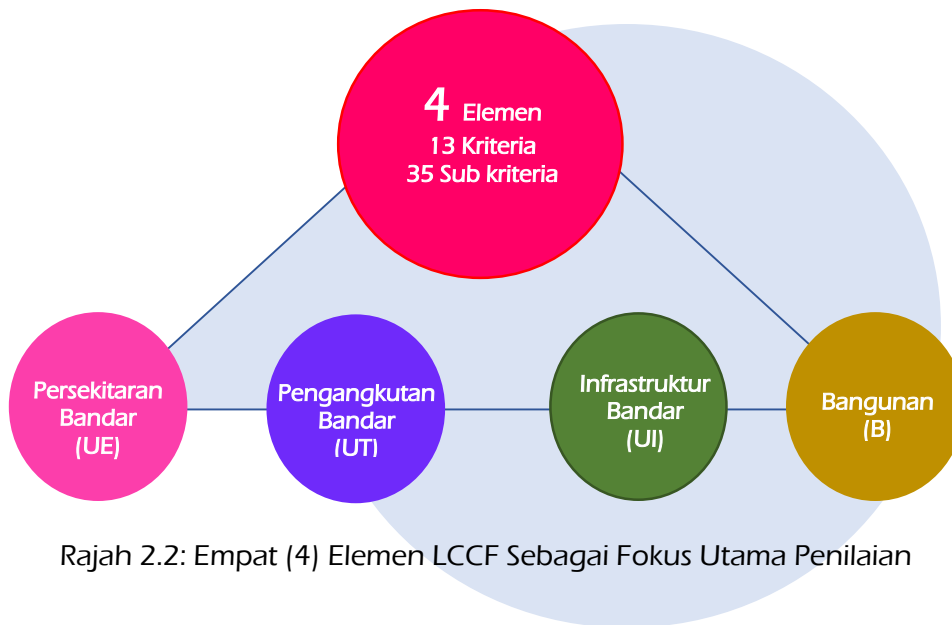 4 Elemen
13 Kriteria
35 Sub kriteria
Persekitaran
Bandar
(UE)
Pengangkutan
Bandar
(UT)
Infrastruktur
Bandar
(UI)
Bangunan
(B)
Rajah 2.2: Empat (4) Elemen LCCF Sebagai Fokus Utama Penilaian